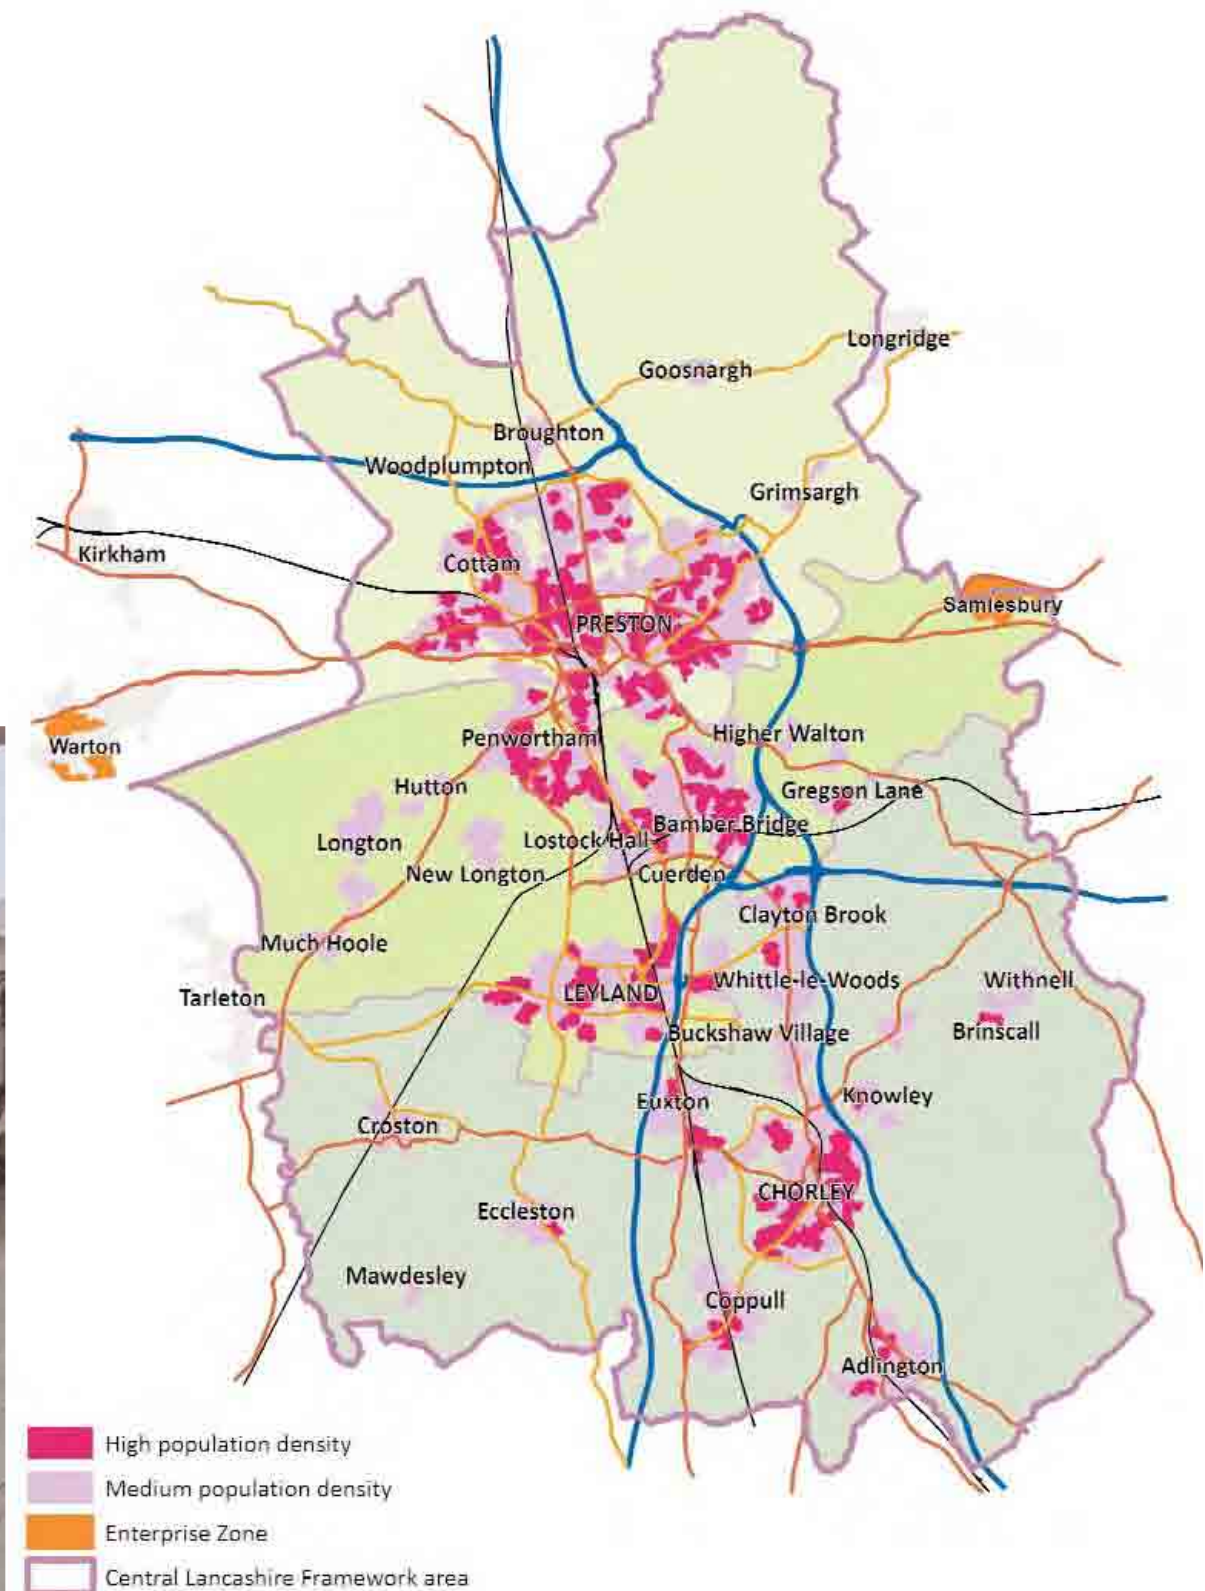 Longridge
Goosnargh
Broughton
Woodplumpton
Grimsargh
Kirkham
Cottam
Samlesbury
PRESTON
Warton
Penwortham
Higher Walton
Hutton
Gregson Lane
Longton
Lostock Hall
Bamber Bridge
New Longton
Cuerden
Clayton Brook
Much Hoole
Whittle-le-Woods
Withnell
Tarleton
LEYLAND
Buckshaw Village
Brinscall
Euxton
Knowley
Croston
CHORLEY
Eccleston
Mawdesley
Coppull
Adlington
High population density
Medium population density
Enterprise Zone
Central Lancashire Framework area